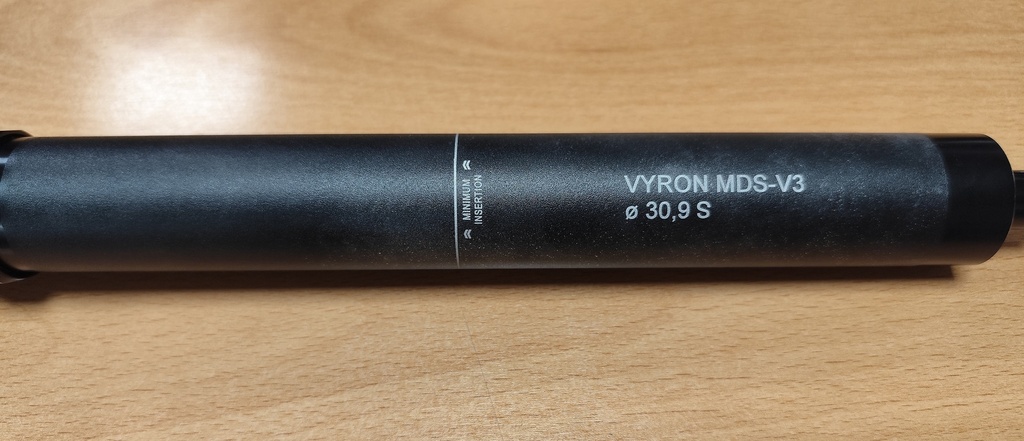 MINIMUM
INSERTION
VYRON MDS-V3
ø 30,9 S